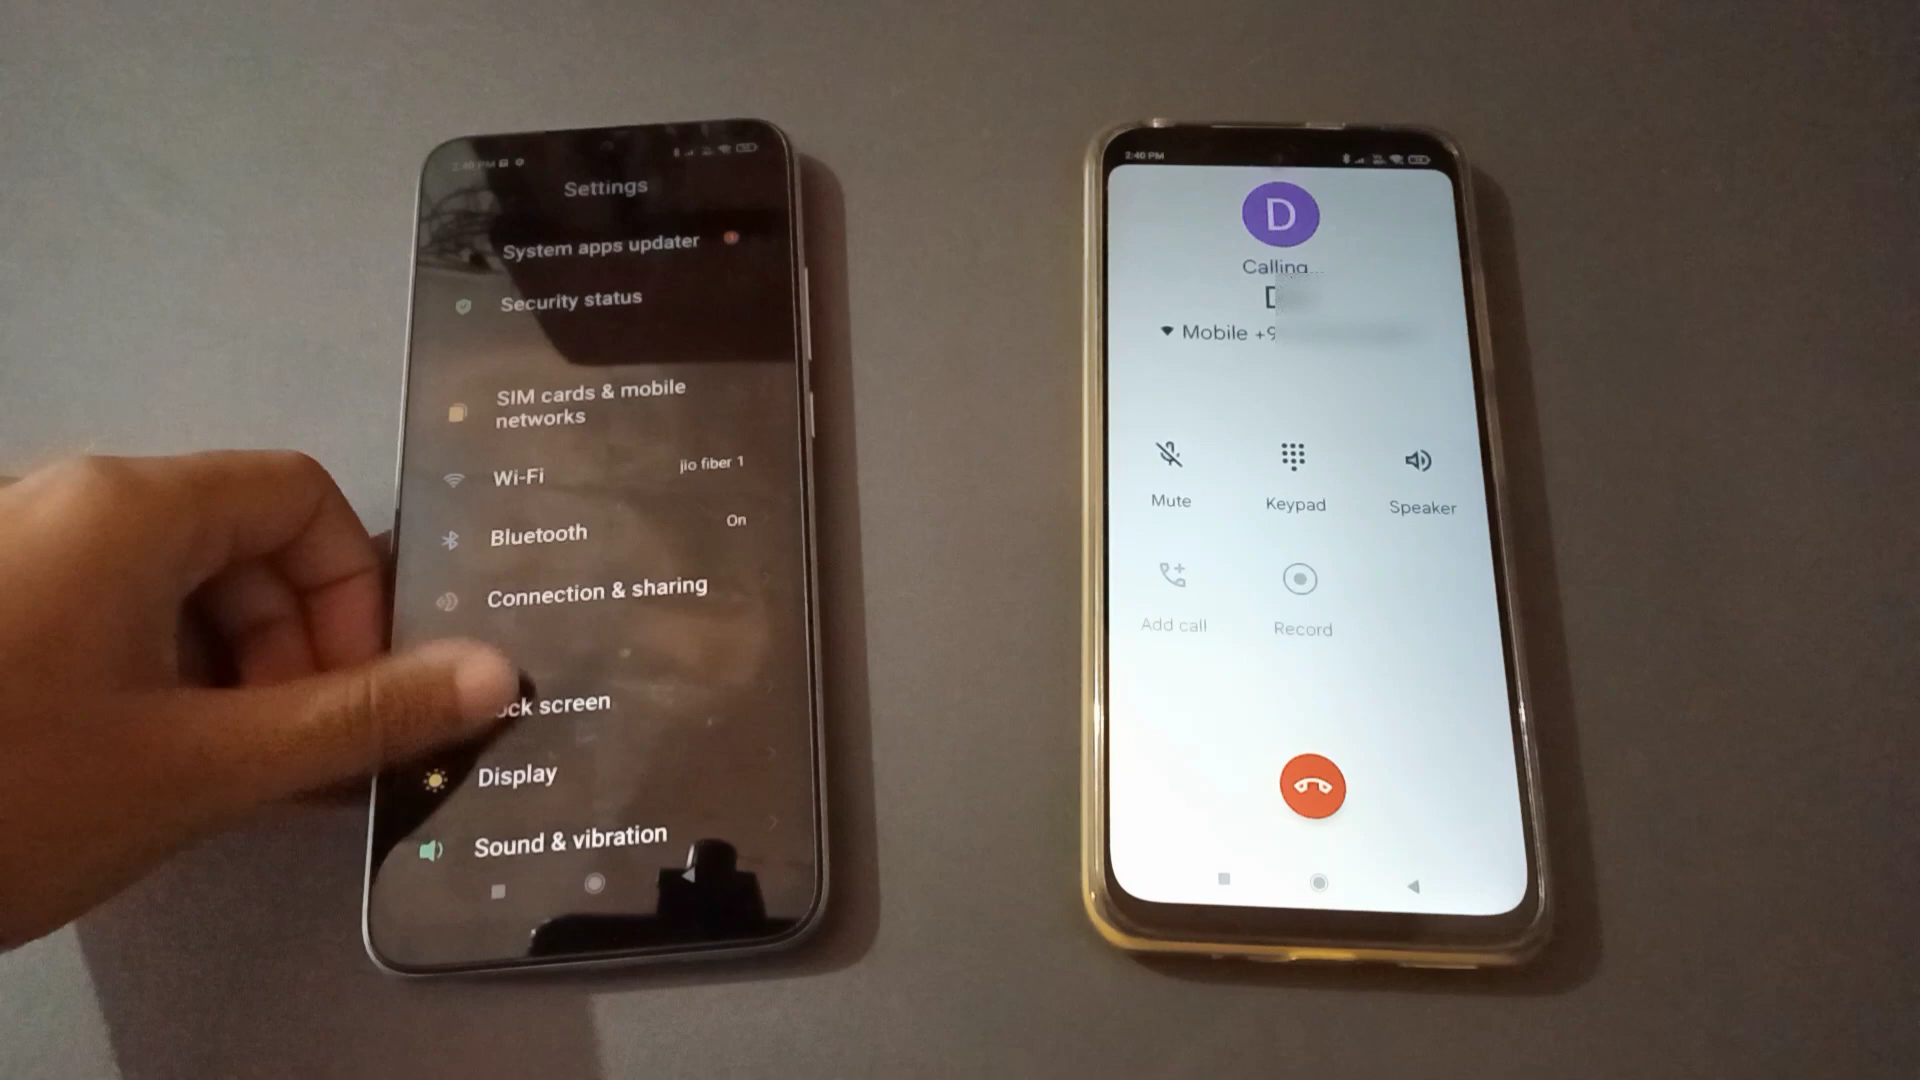 2:40 PM
Settings
System apps updater
Security status
SIM cards & mobile
networks
Wi-Fi
jio fiber 1
Bluetooth
On
Connection & sharing
ock screen
Display
Sound & vibration
2:40 PM
D
Calling...
Mobile +9
Mute
Keypad
Speaker
Add call
Record